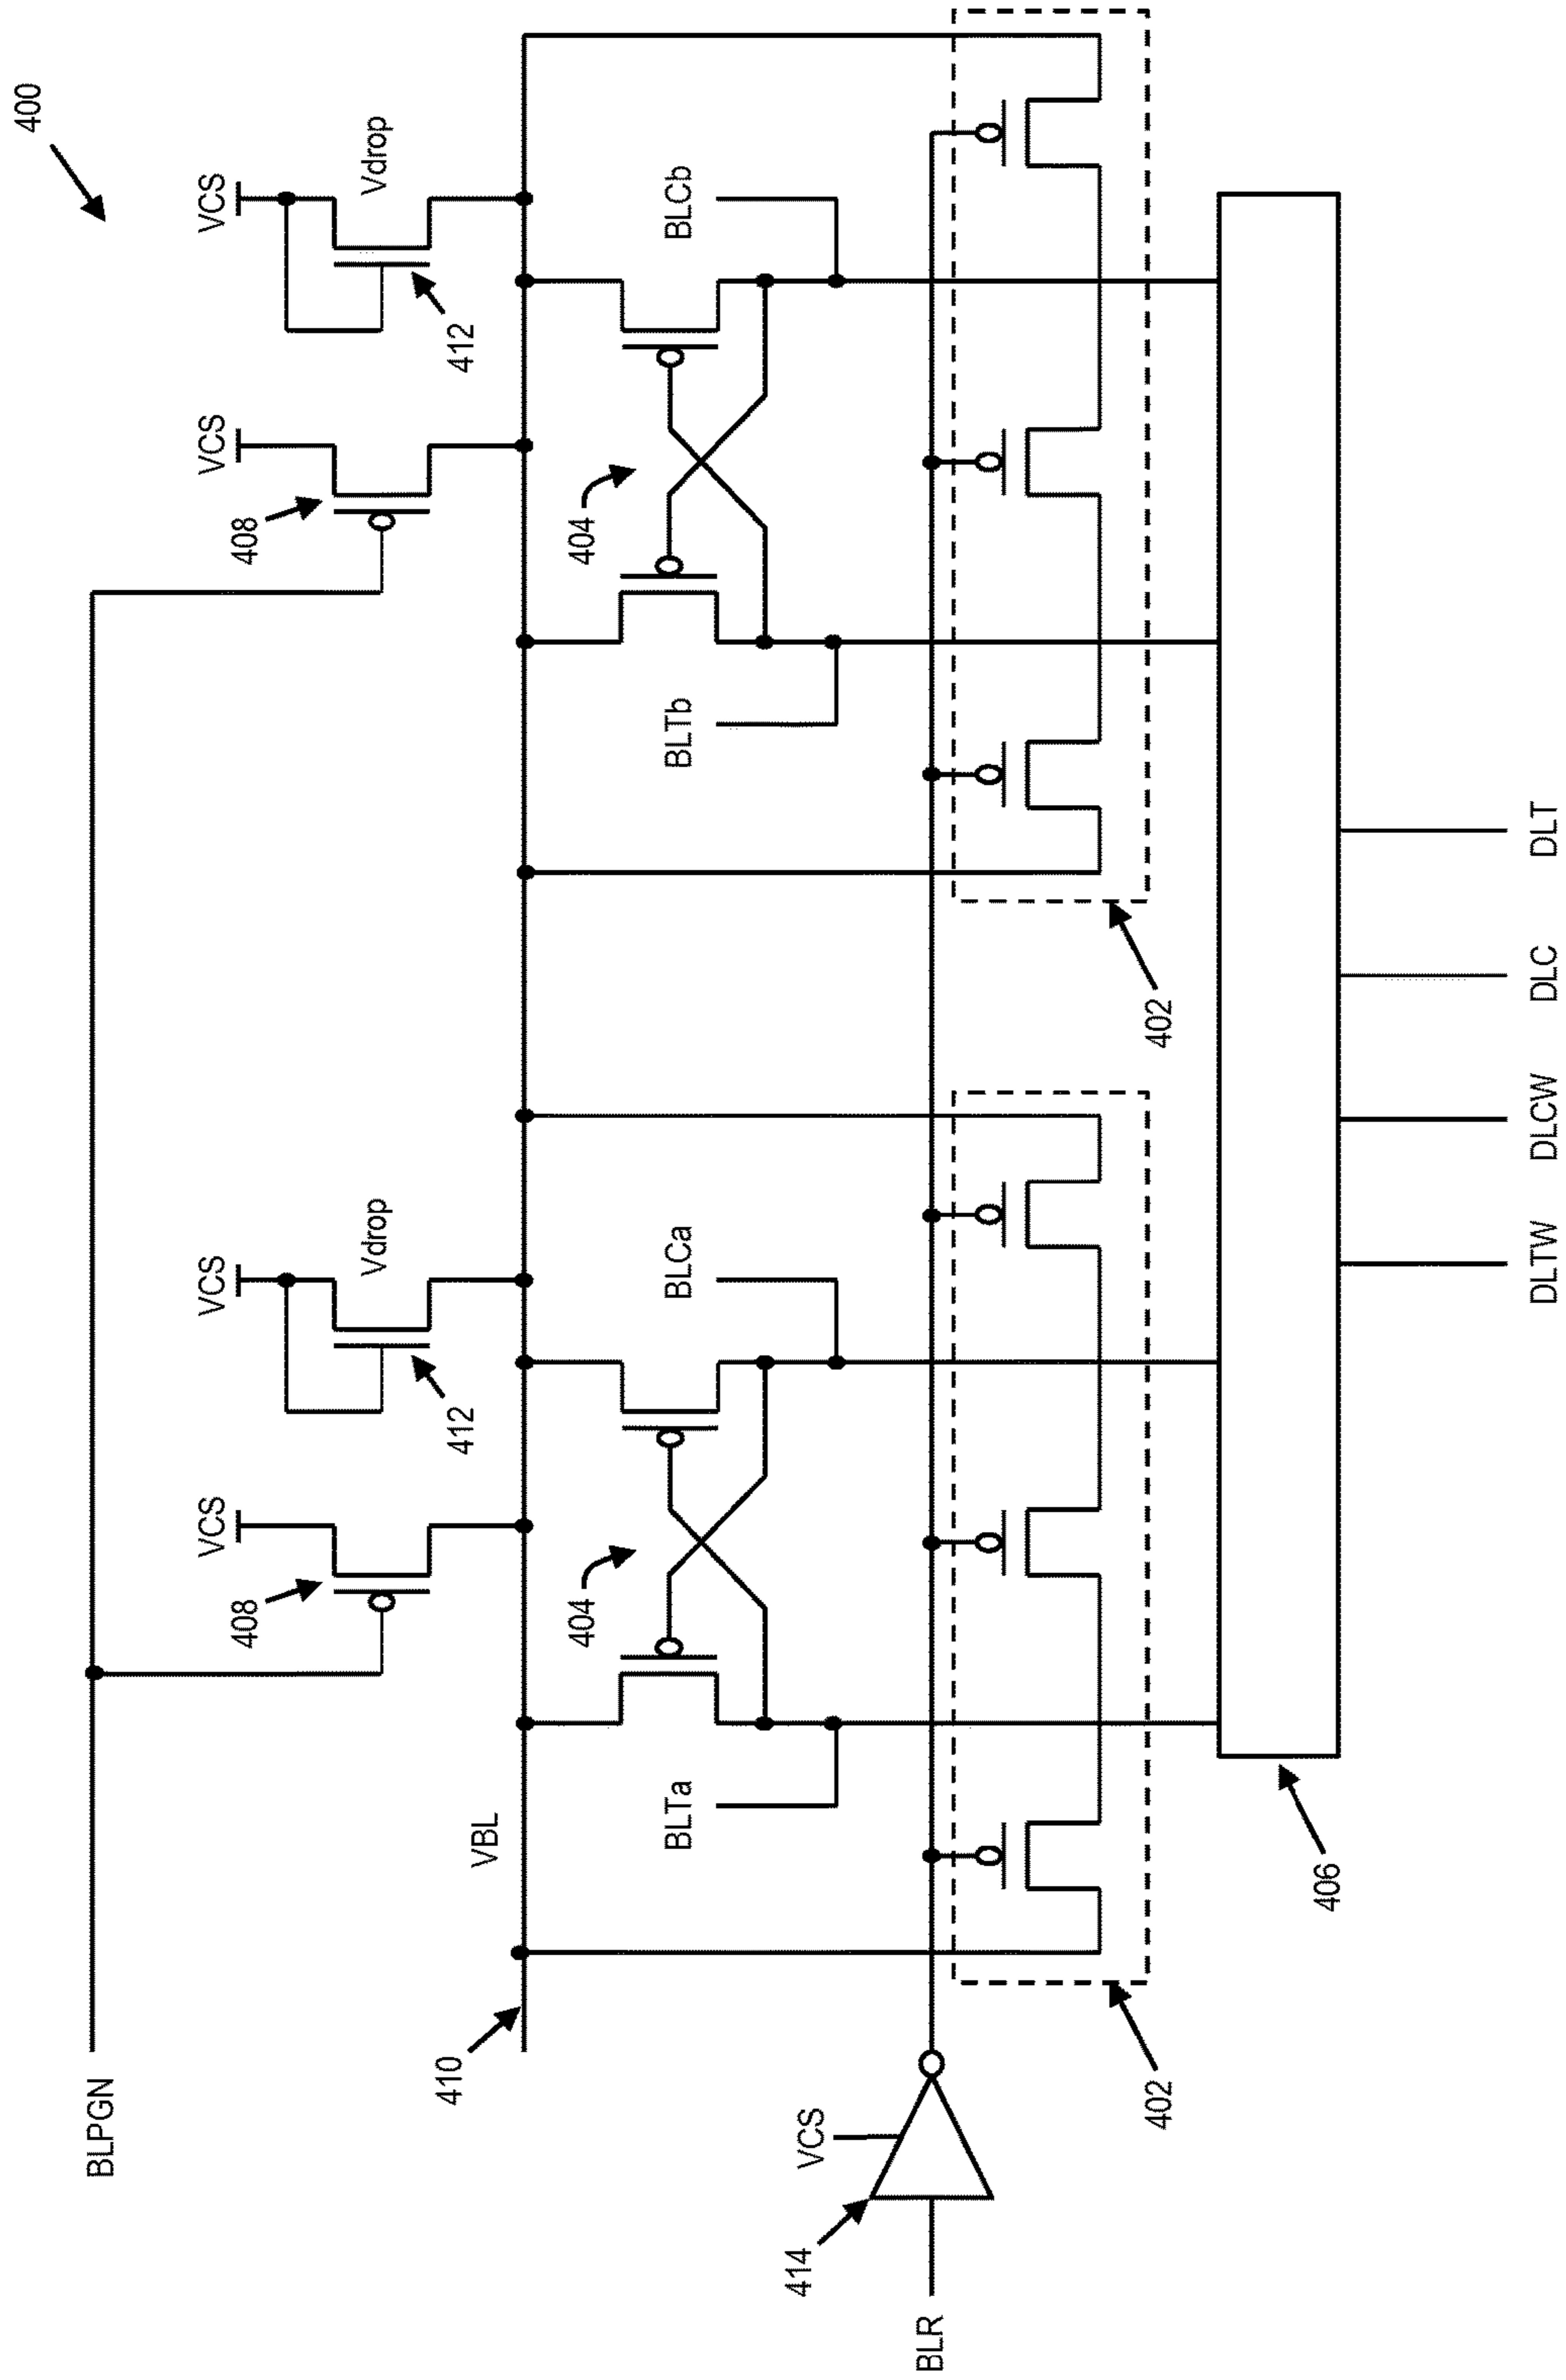 400
BLPGN
VCS
VCS
VCS
VCS
408
Vdrop
408
Vdrop
412
412
410
VBL
404
404
BLTa
BLCa
BLTb
BLCb
414
VCS
BLR
402
402
406
DLTW
DLCW
DLC
DLT